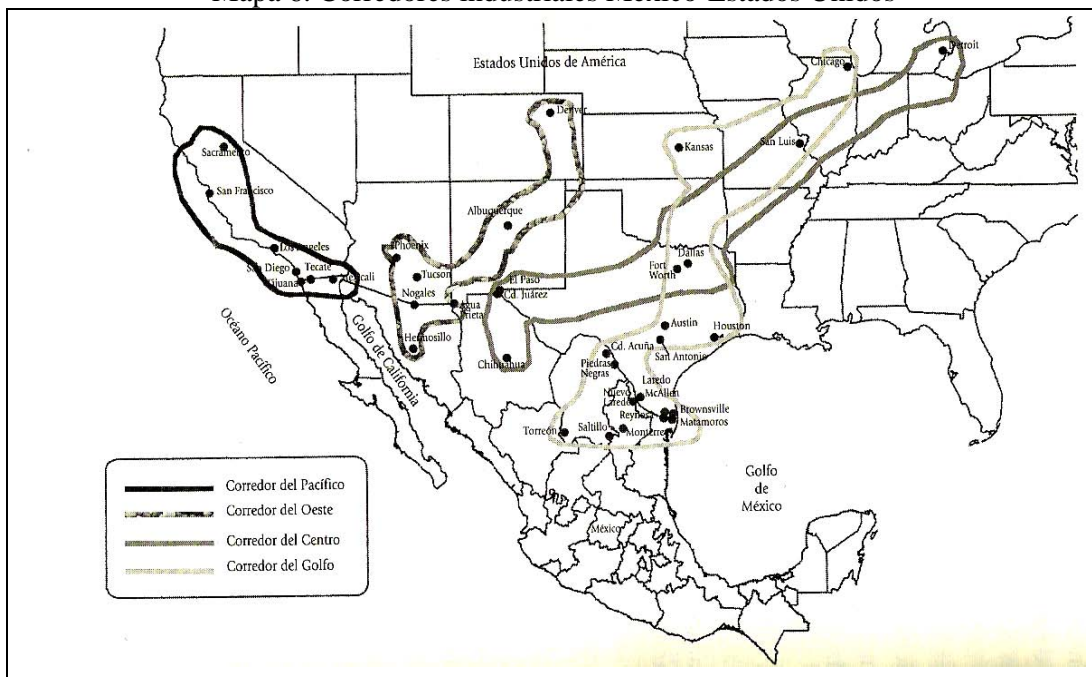 Mapa 6. Corredores industriales México-Estados Unidos
Estados Unidos de América
Detroit
Chicago
Denver
Kansas
San Luis
Sacramento
San Francisco
Albuquerque
Los Angeles
Phoenix
San Diego
Tecate
Tijuana
Mexicali
Tucson
Nogales
Agua
Prieta
El Paso
Cd. Juárez
Dallas
Fort
Worth
Hermosillo
Chihuahua
Austin
Houston
San Antonio
Cd. Acuña
Piedras
Negras
Laredo
Nuevo
Laredo
McAllen
Reynosa
Brownsville
Matamoros
Torreón
Saltillo
Monterrey
Océano Pacífico
Golfo de California
Golfo
de
México
México
Corredor del Pacífico
Corredor del Oeste
Corredor del Centro
Corredor del Golfo